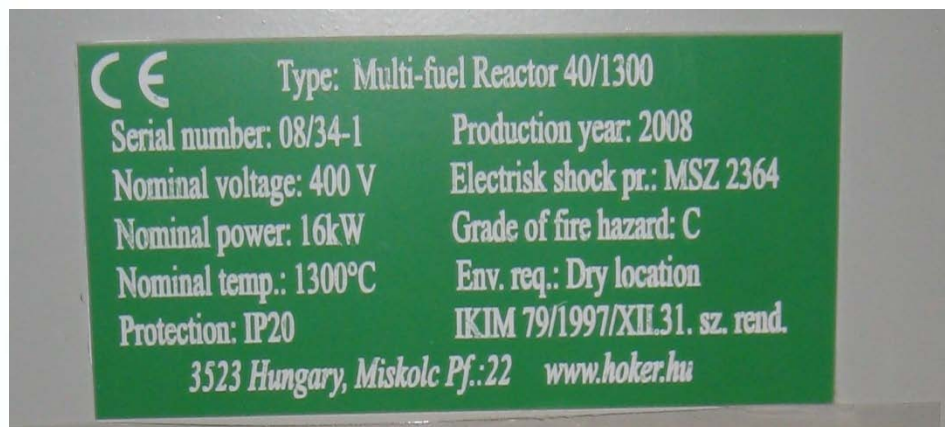 CE Type: Multi-fuel Reactor 40/1300
Serial number: 08/34-1 Production year: 2008
Nominal voltage: 400 V Electrisk shock pr.: MSZ 2364
Nominal power: 16kW Grade of fire hazard: C
Nominal temp.: 1300°C Env. req.: Dry location
Protection: IP20 IKIM 79/1997/XII.31. sz. rend.
3523 Hungary, Miskolc Pf.:22 www.hoker.hu